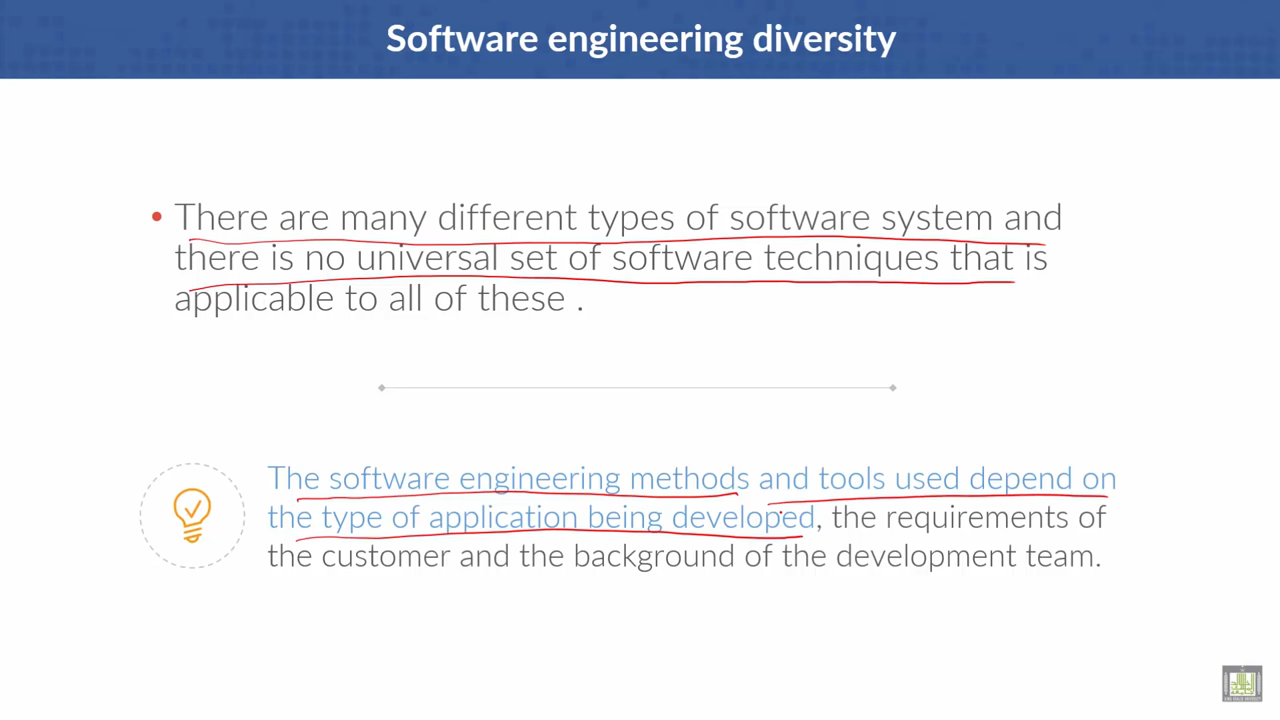 Software engineering diversity
• There are many different types of software system and
there is no universal set of software techniques that is
applicable to all of these .
The software engineering methods and tools used depend on
the type of application being developed, the requirements of
the customer and the background of the development team.